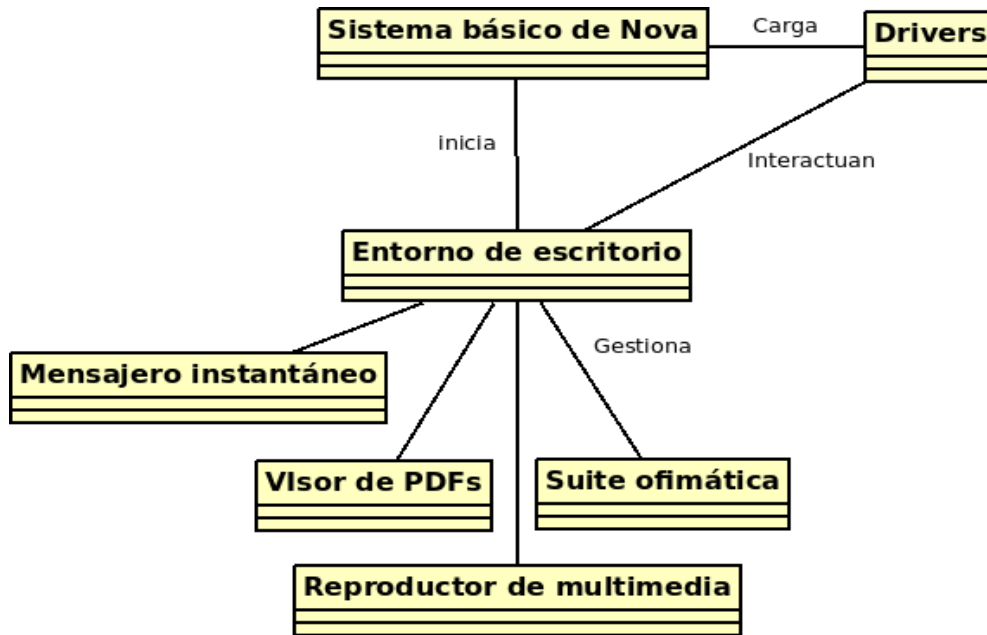 Sistema básico de Nova
Carga
Drivers
inicia
Interactuan
Entorno de escritorio
Gestiona
Mensajero instantáneo
VIsor de PDFs
Suite ofimática
Reproductor de multimedia